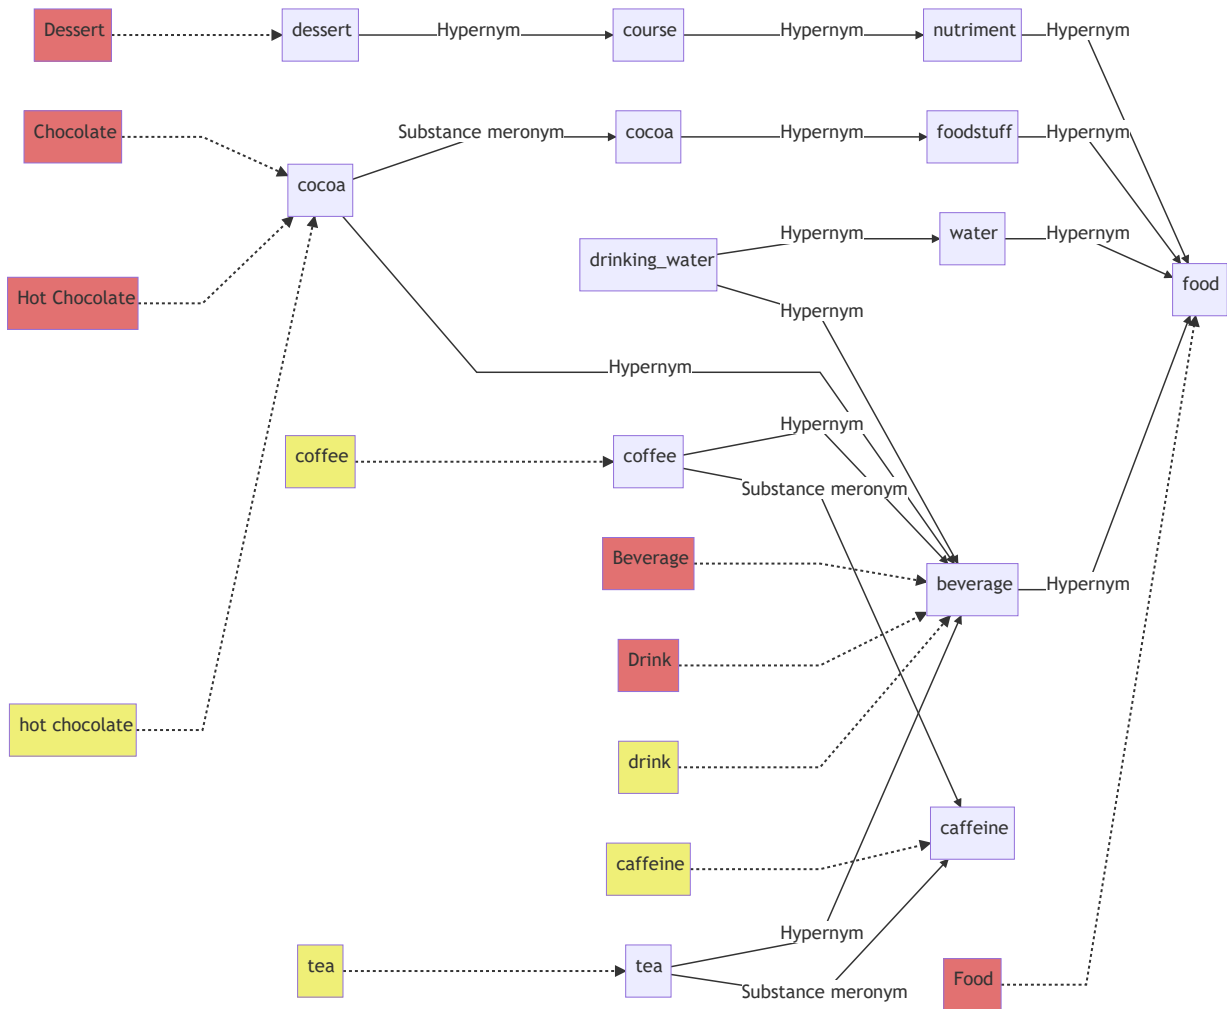 Dessert
dessert
Hypernym
course
Hypernym
nutriment
Hypernym
Chocolate
Substance meronym
cocoa
Hypernym
foodstuff
Hypernym
cocoa
Hypernym
water
Hypernym
drinking_water
food
Hot Chocolate
Hypernym
Hypernym
Hypernym
coffee
coffee
Substance meronym
Beverage
beverage
Hypernym
Drink
hot chocolate
drink
caffeine
caffeine
Hypernym
tea
tea
Substance meronym
Food